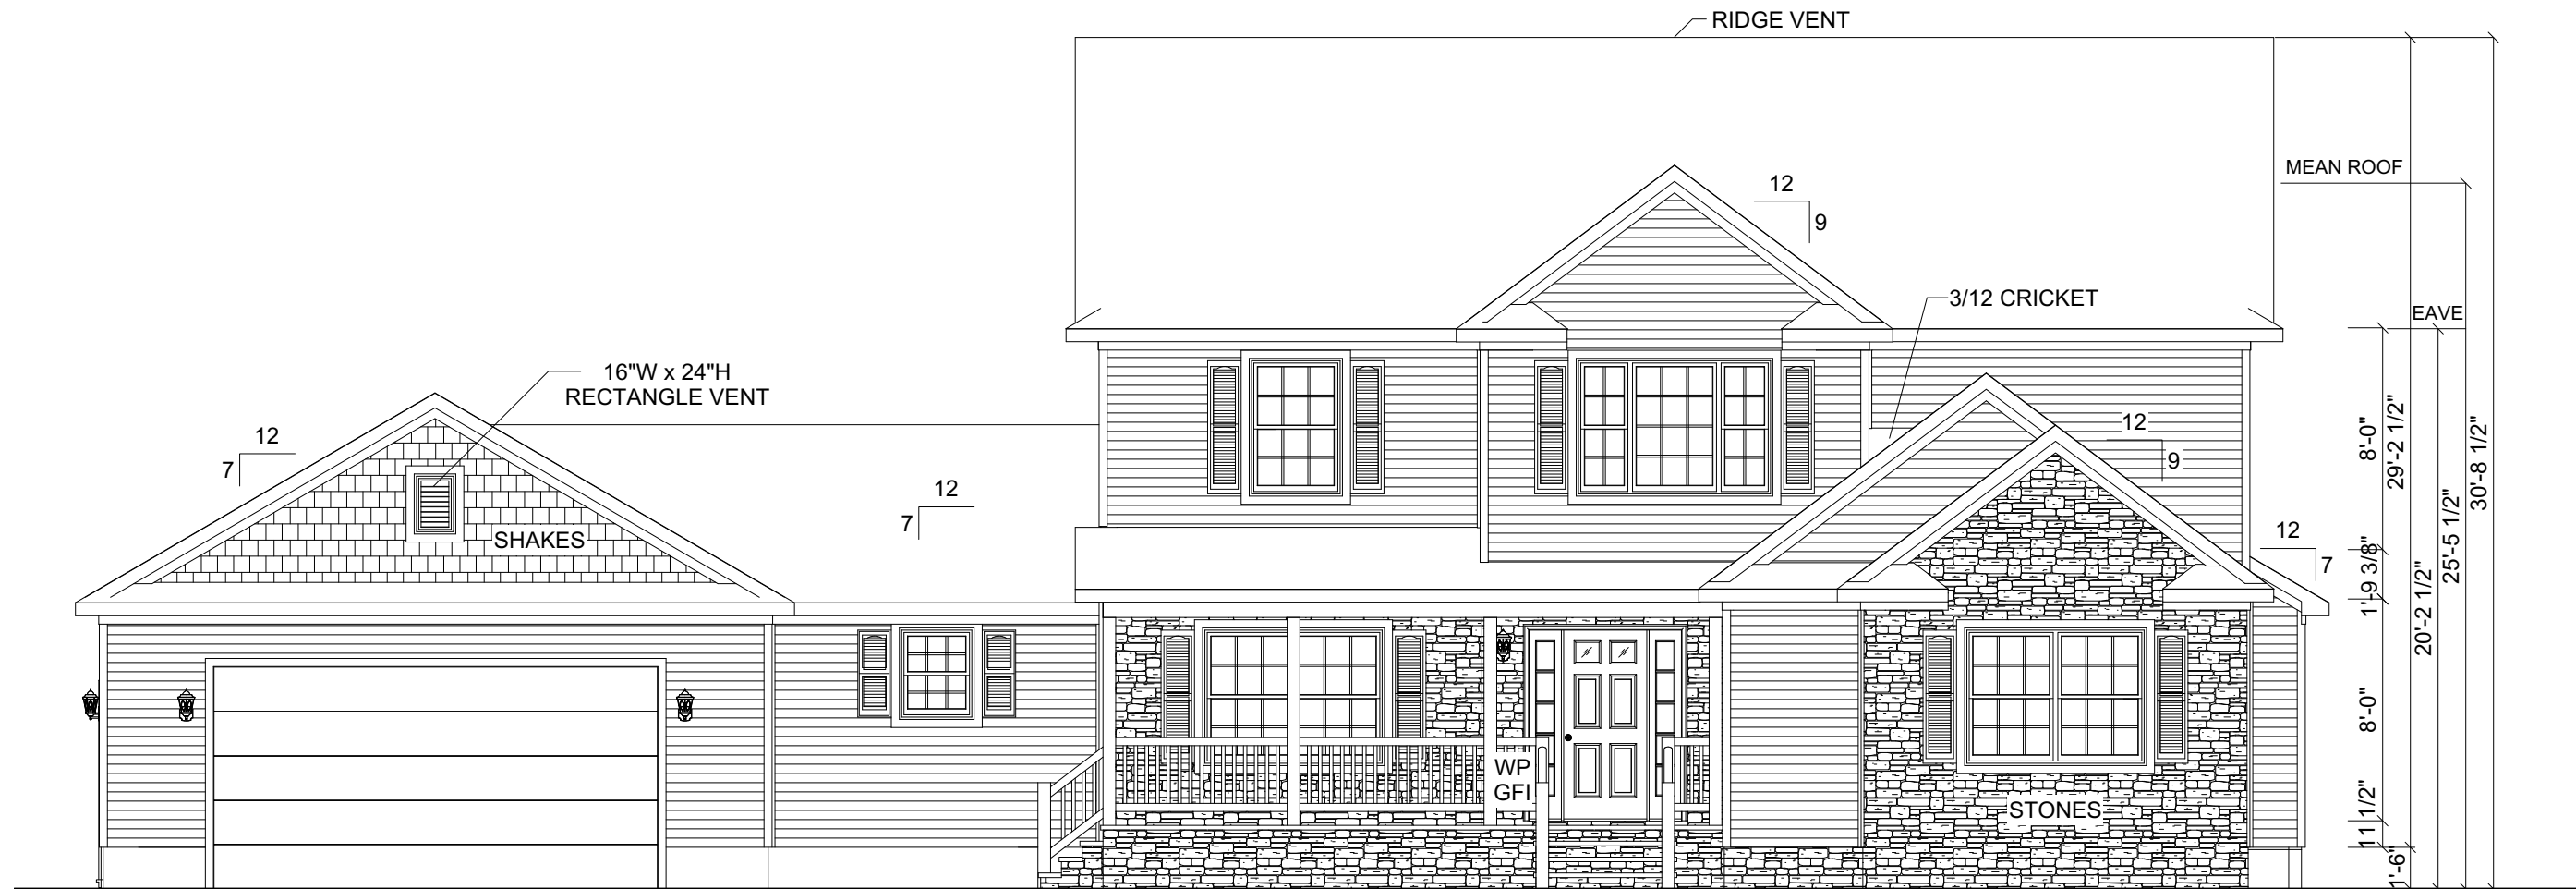 RIDGE VENT
MEAN ROOF
12
9
3/12 CRICKET
EAVE
16"W x 24"H
RECTANGLE VENT
12
7
12
9
8'-0"
29'-2 1/2"
30'-8 1/2"
12
7
SHAKES
12
7
1'-9 3/8"
20'-2 1/2"
25'-5 1/2"
8'-0"
WP
GFI
STONES
11 1/2"
1'-6"